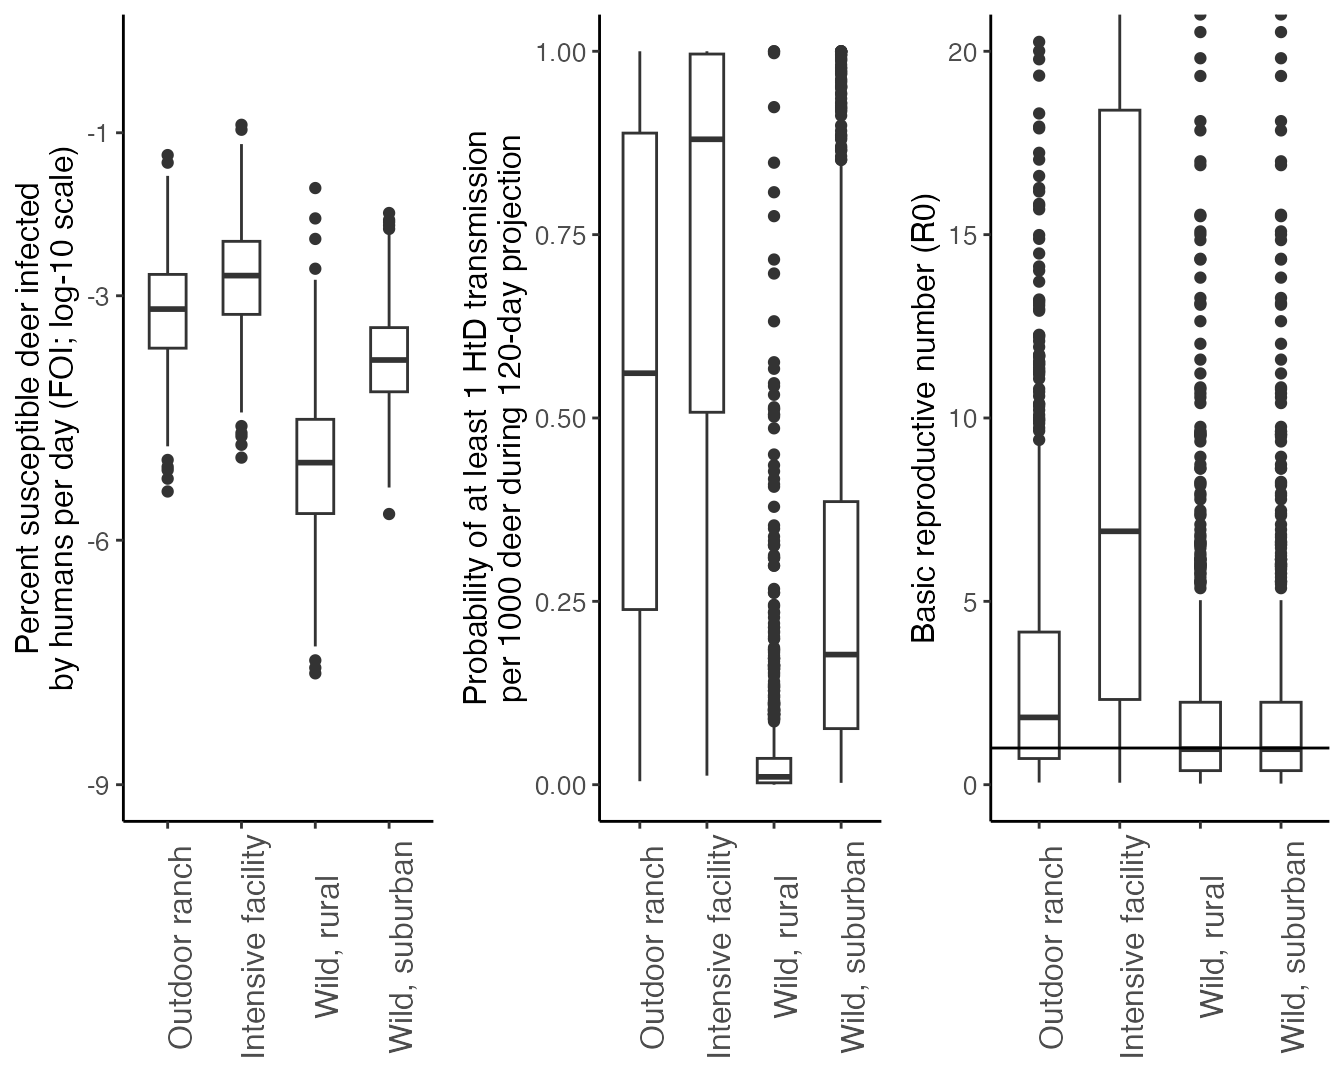 Percent susceptible deer infected
by humans per day (FOI; log-10 scale)
-1
-3
-6
-9
Outdoor ranch
Intensive facility
Wild, rural
Wild, suburban
Probability of at least 1 HtD transmission
per 1000 deer during 120-day projection
1.00
0.75
0.50
0.25
0.00
Outdoor ranch
Intensive facility
Wild, rural
Wild, suburban
Basic reproductive number (R0)
20
15
10
5
0
Outdoor ranch
Intensive facility
Wild, rural
Wild, suburban